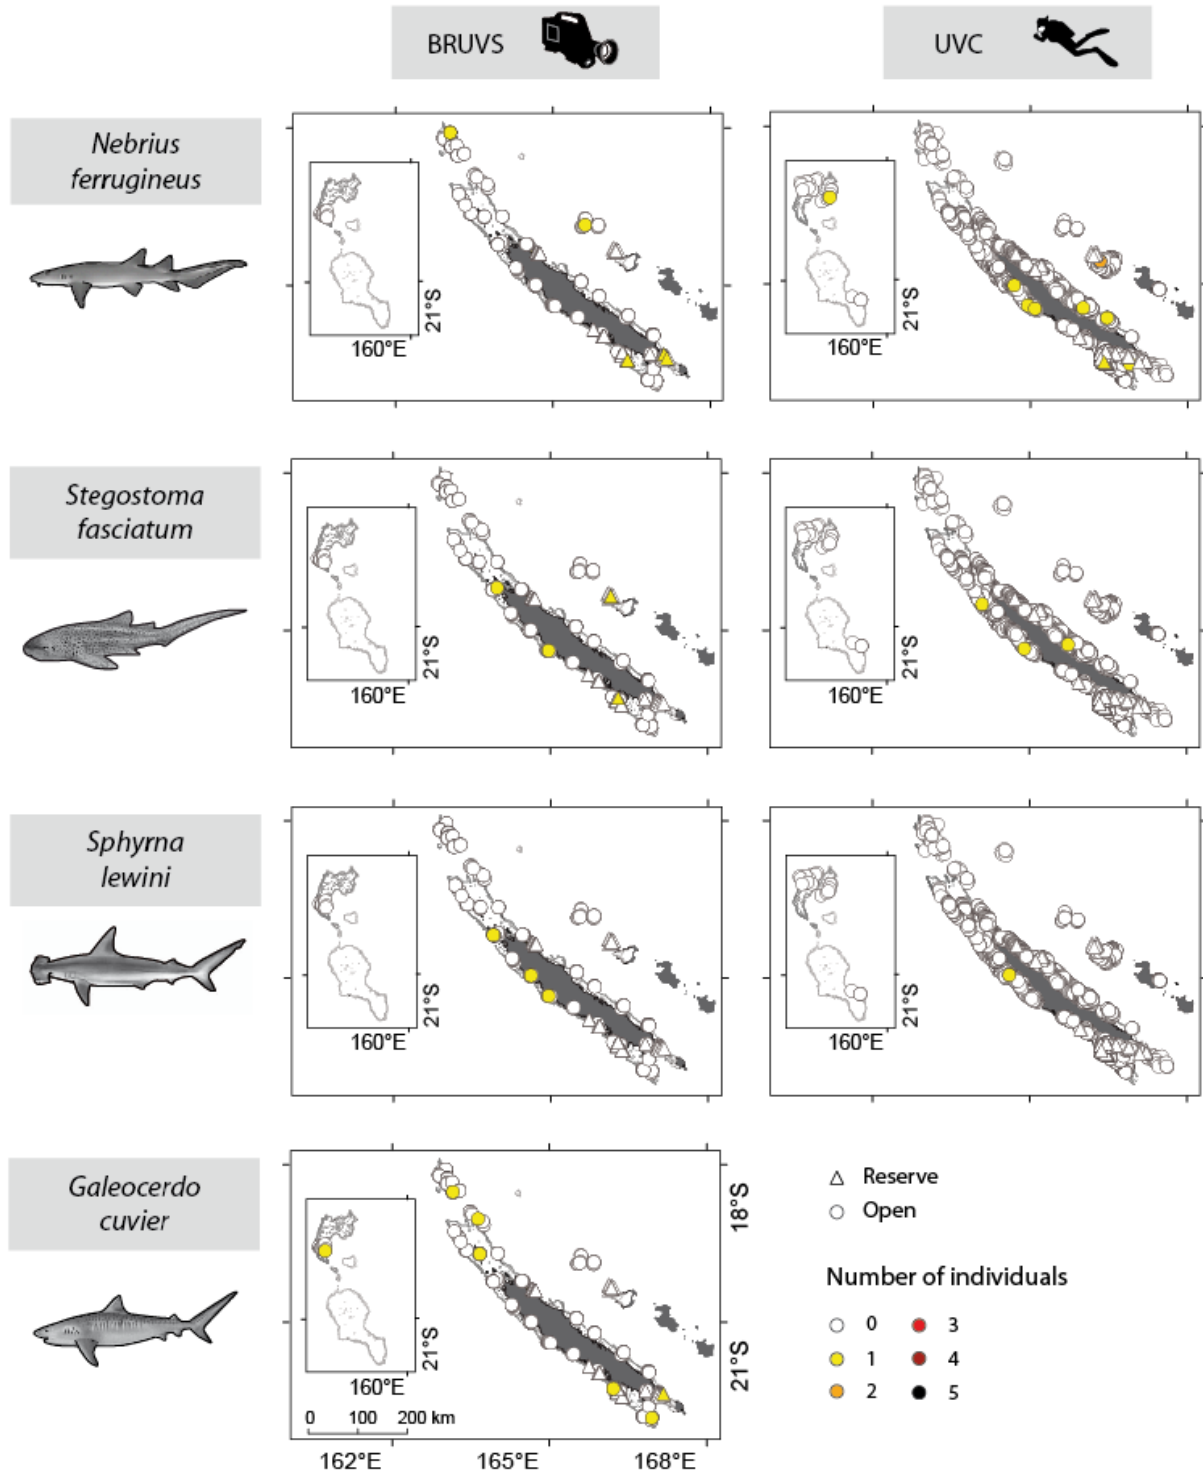 BRUVS
UVC
Nebrius
ferrugineus
160°E
21°S
160°E
21°S
Stegostoma
fasciatum
160°E
21°S
160°E
21°S
Sphyrna
lewini
160°E
21°S
160°E
21°S
Galeocerdo
cuvier
160°E
21°S
0 100 200 km
162°E 165°E 168°E
18°S
21°S
Reserve
Open
Number of individuals
0 3
1 4
2 5